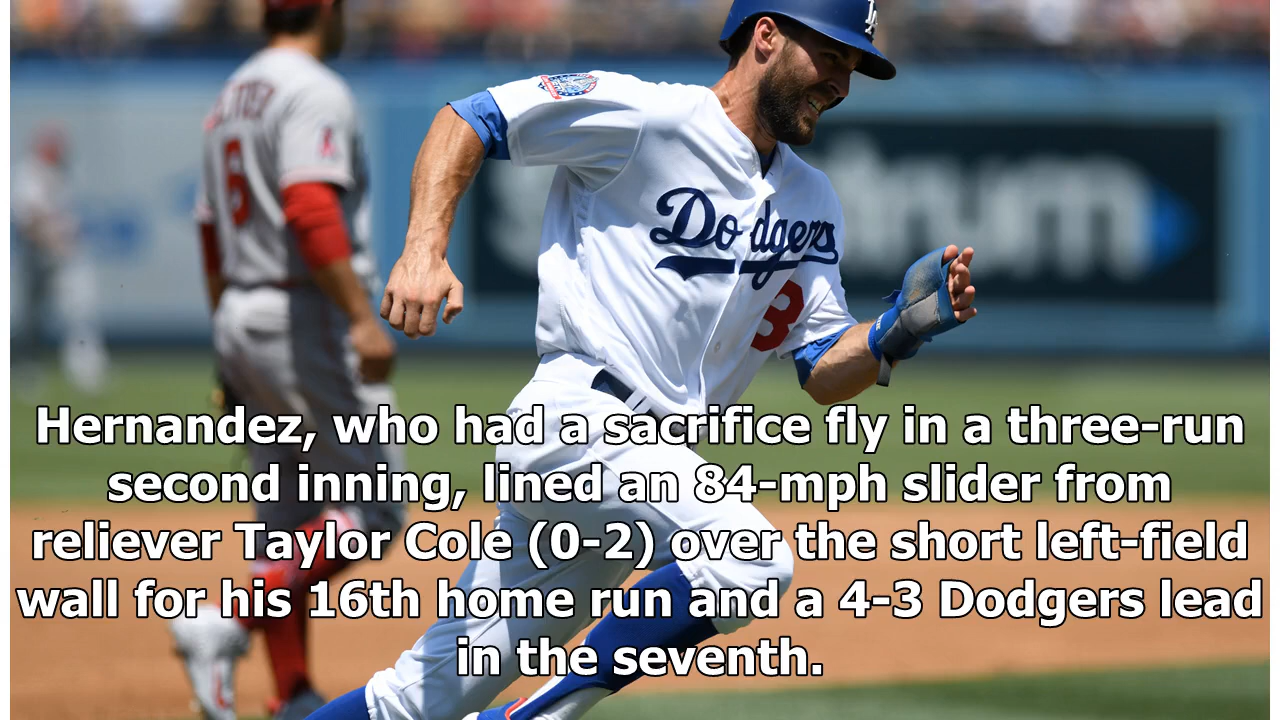 LA
Dodgers
3
6
Hernandez, who had a sacrifice fly in a three-run
second inning, lined an 84-mph slider from
reliever Taylor Cole (0-2) over the short left-field
wall for his 16th home run and a 4-3 Dodgers lead
in the seventh.